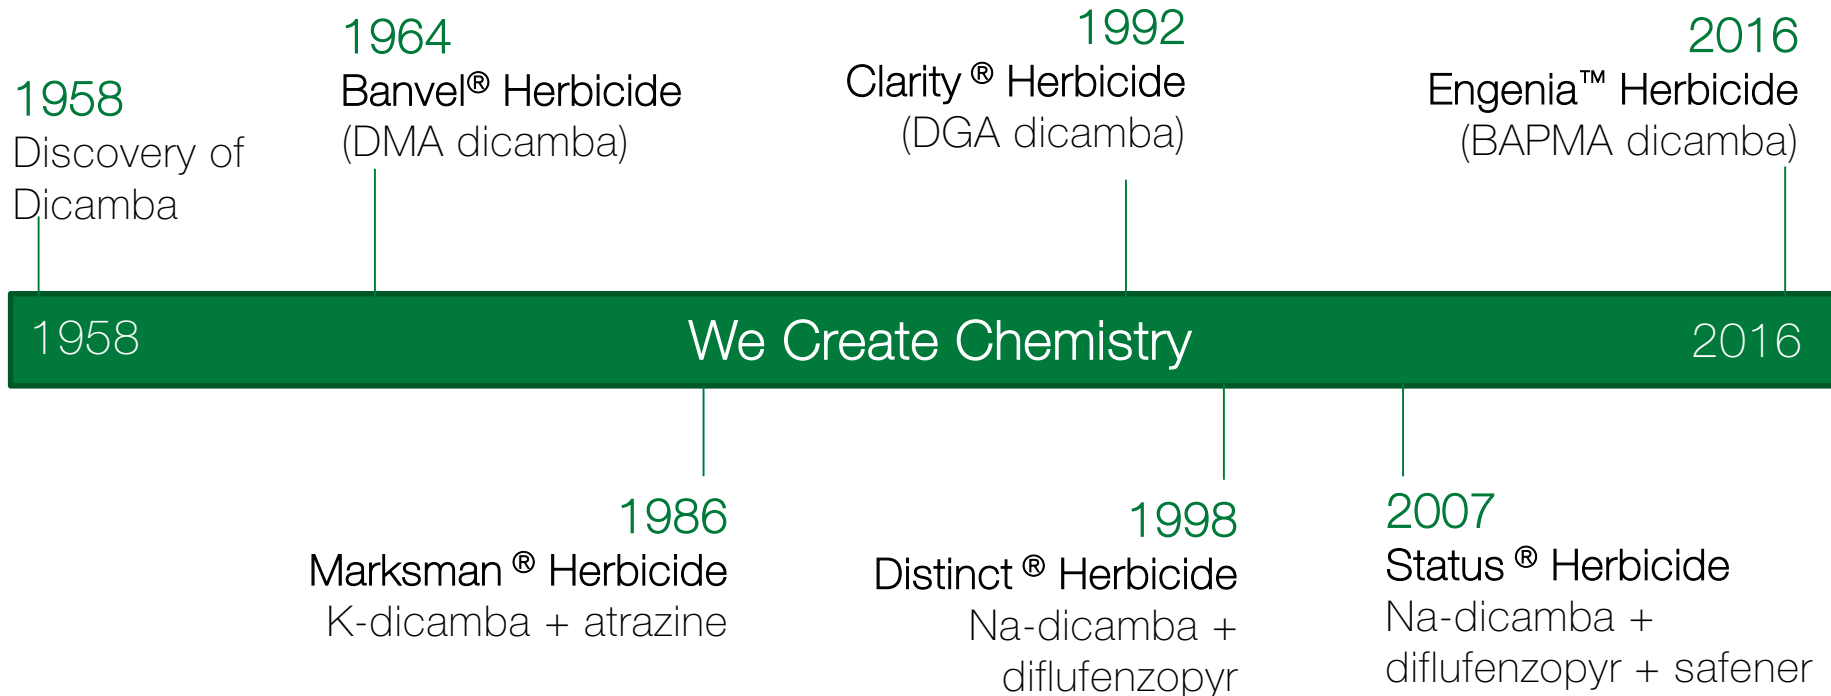 1958
Discovery of
Dicamba
1964
Banvel® Herbicide
(DMA dicamba)
1992
Clarity ® Herbicide
(DGA dicamba)
2016
Engenia™ Herbicide
(BAPMA dicamba)
1958
We Create Chemistry
2016
1986
Marksman ® Herbicide
K-dicamba + atrazine
1998
Distinct ® Herbicide
Na-dicamba +
diflufenzopyr
2007
Status ® Herbicide
Na-dicamba +
diflufenzopyr + safener